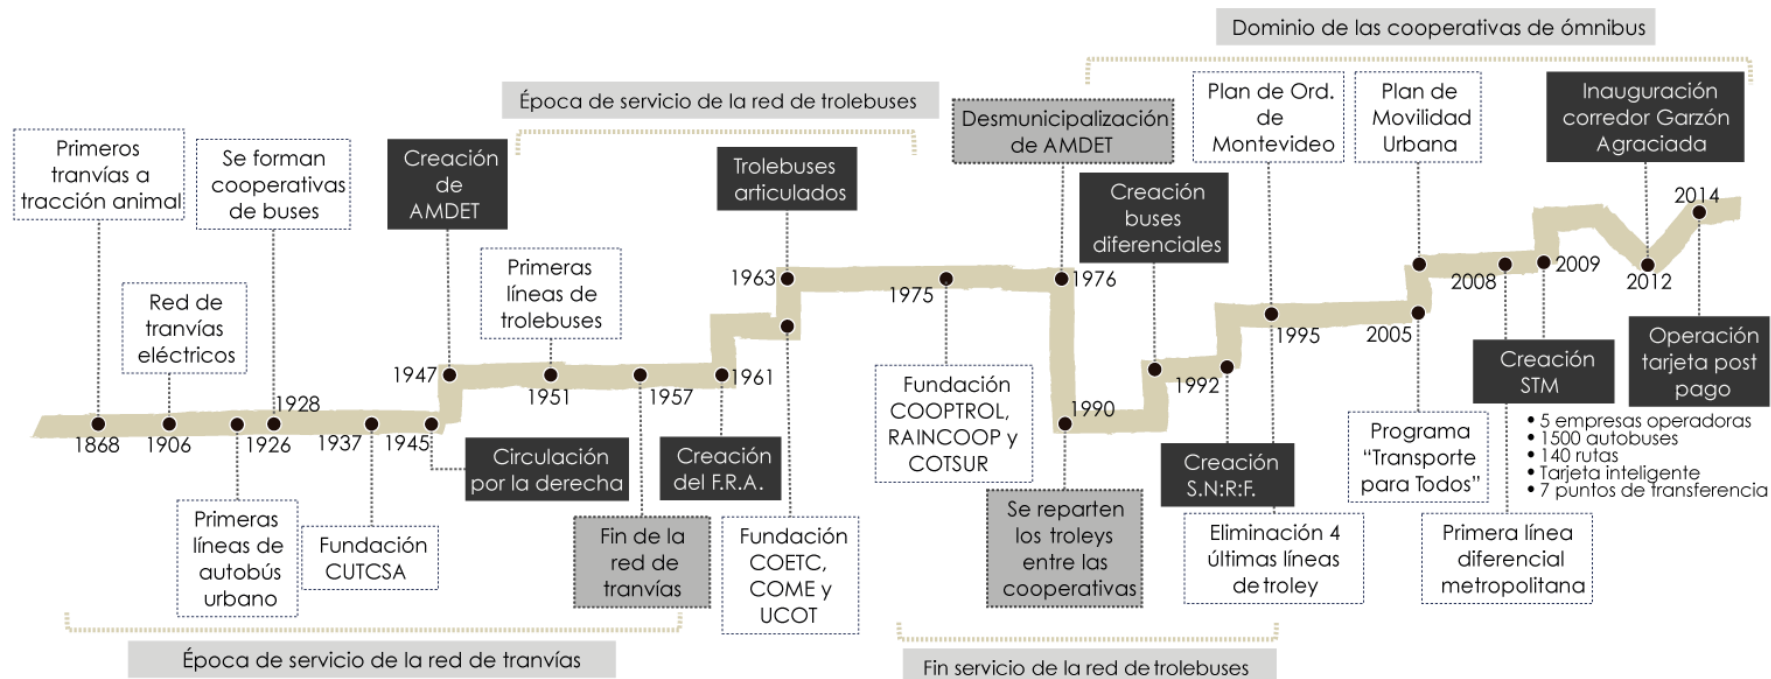 Dominio de las cooperativas de ómnibus
Época de servicio de la red de trolebuses
Primeros
tranvías a
tracción animal
Se forman
cooperativas
de buses
Creación
de
AMDET
Trolebuses
articulados
Desmunicipalización
de AMDET
Plan de Ord.
de
Montevideo
Plan de
Movilidad
Urbana
Inauguración
corredor Garzón
Agraciada
Creación
buses
diferenciales
Red de
tranvías
eléctricos
Primeras
líneas de
trolebuses
1868
1906
1926
1928
1937
1945
1947
1951
1957
1961
1963
1975
1976
1990
1992
1995
2005
2008
2009
2012
2014
Primeras
líneas de
autobús
urbano
Fundación
CUTCSA
Circulación
por la derecha
Fin de la
red de
tranvías
Creación
del F.R.A.
Fundación
COETC,
COME y
UCOT
Fundación
COOPTROL,
RAINCOOP y
COTSUR
Se reparten
los troleys
entre las
cooperativas
Creación
S.N:R:F.
Eliminación 4
últimas líneas
de troley
Programa
“Transporte
para Todos”
Primera línea
diferencial
metropolitana
Creación
STM
• 5 empresas operadoras
• 1500 autobuses
• 140 rutas
• Tarjeta inteligente
• 7 puntos de transferencia
Operación
tarjeta post
pago
Época de servicio de la red de tranvías
Fin servicio de la red de trolebuses